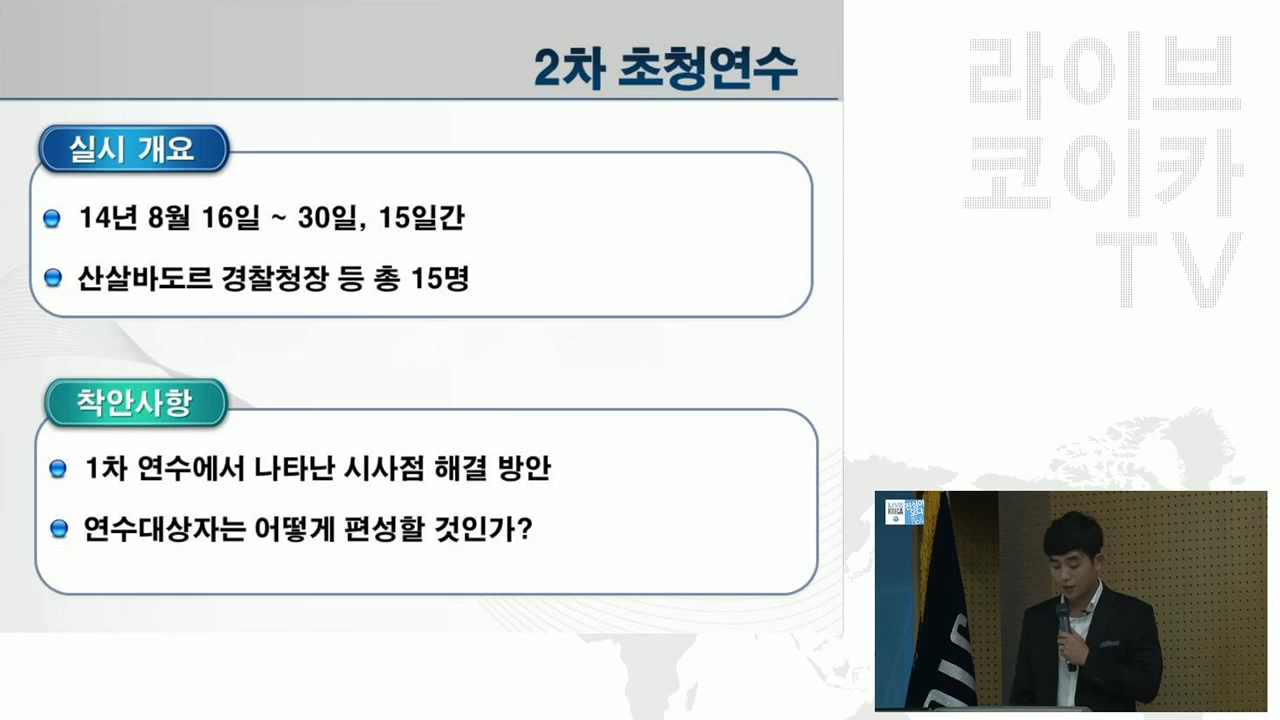 2차 초청연수
실시 개요
14년 8월 16일 ~ 30일, 15일간
산살바도르 경찰청장 등 총 15명
착안사항
1차 연수에서 나타난 시사점 해결 방안
연수대상자는 어떻게 편성할 것인가?
라이브
코이카
TV